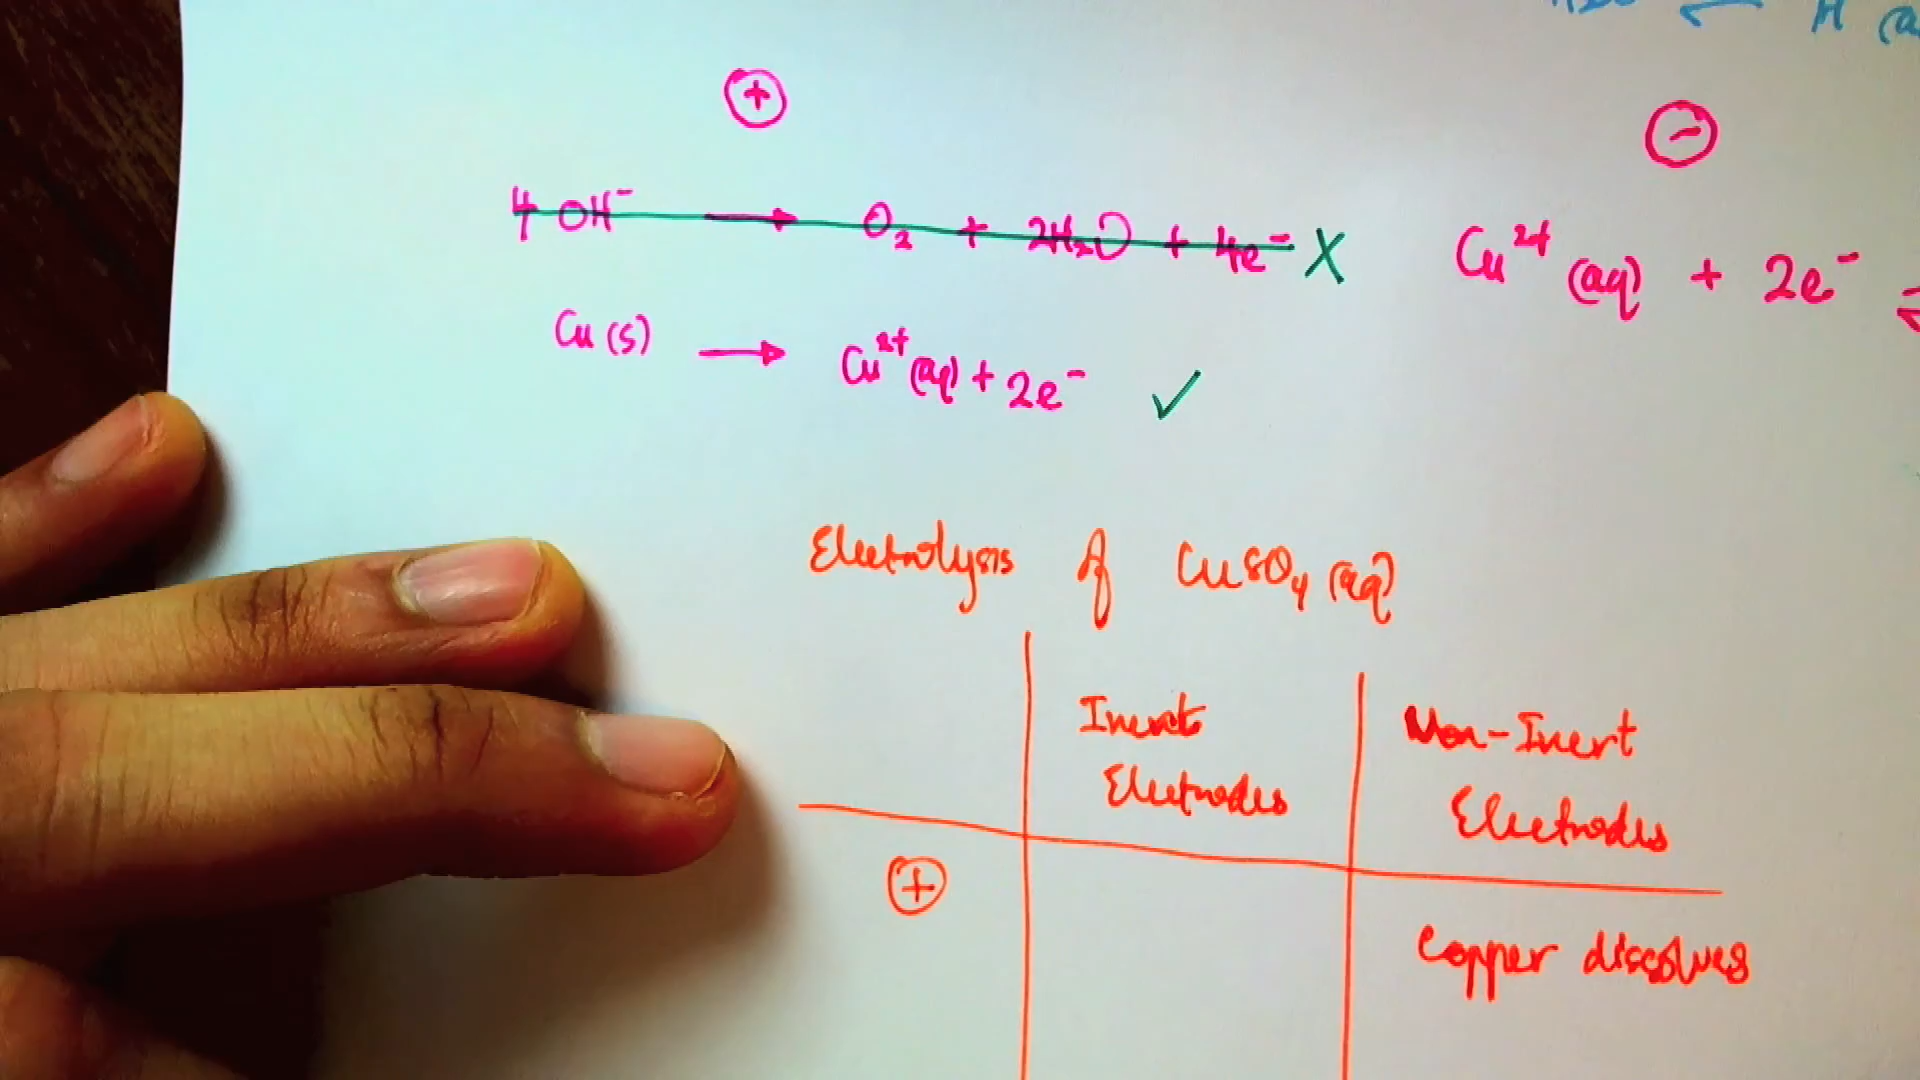 +
-
4 OH⁻ → O₂ + 2H₂O + 4e⁻ X
Cu²⁺ (aq) + 2e⁻
Cu (s) → Cu²⁺ (aq) + 2e⁻ ✓
Electrolysis of CuSO₄ (aq)
Inert Electrodes
Non-Inert Electrodes
+
Copper dissolves